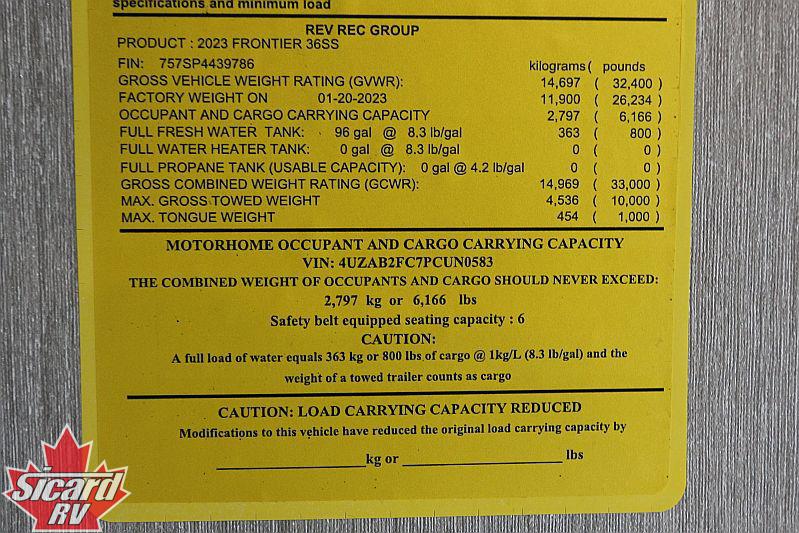 specifications and minimum load
REV REC GROUP
PRODUCT : 2023 FRONTIER 36SS
FIN: 757SP4439786 kilograms ( pounds
GROSS VEHICLE WEIGHT RATING (GVWR): 14,697 ( 32,400 )
FACTORY WEIGHT ON 01-20-2023 11,900 ( 26,234 )
OCCUPANT AND CARGO CARRYING CAPACITY 2,797 ( 6,166 )
FULL FRESH WATER TANK: 96 gal @ 8.3 lb/gal 363 ( 800 )
FULL WATER HEATER TANK: 0 gal @ 8.3 lb/gal 0 ( 0 )
FULL PROPANE TANK (USABLE CAPACITY): 0 gal @ 4.2 lb/gal 0 ( 0 )
GROSS COMBINED WEIGHT RATING (GCWR): 14,969 ( 33,000 )
MAX. GROSS TOWED WEIGHT 4,536 ( 10,000 )
MAX. TONGUE WEIGHT 454 ( 1,000 )
MOTORHOME OCCUPANT AND CARGO CARRYING CAPACITY
VIN: 4UZAB2FC7PCUN0583
THE COMBINED WEIGHT OF OCCUPANTS AND CARGO SHOULD NEVER EXCEED:
2,797 kg or 6,166 lbs
Safety belt equipped seating capacity : 6
CAUTION:
A full load of water equals 363 kg or 800 lbs of cargo @ 1kg/L (8.3 lb/gal) and the
weight of a towed trailer counts as cargo
CAUTION: LOAD CARRYING CAPACITY REDUCED
Modifications to this vehicle have reduced the original load carrying capacity by
____________________kg or ______________________ lbs
Sicard
RV